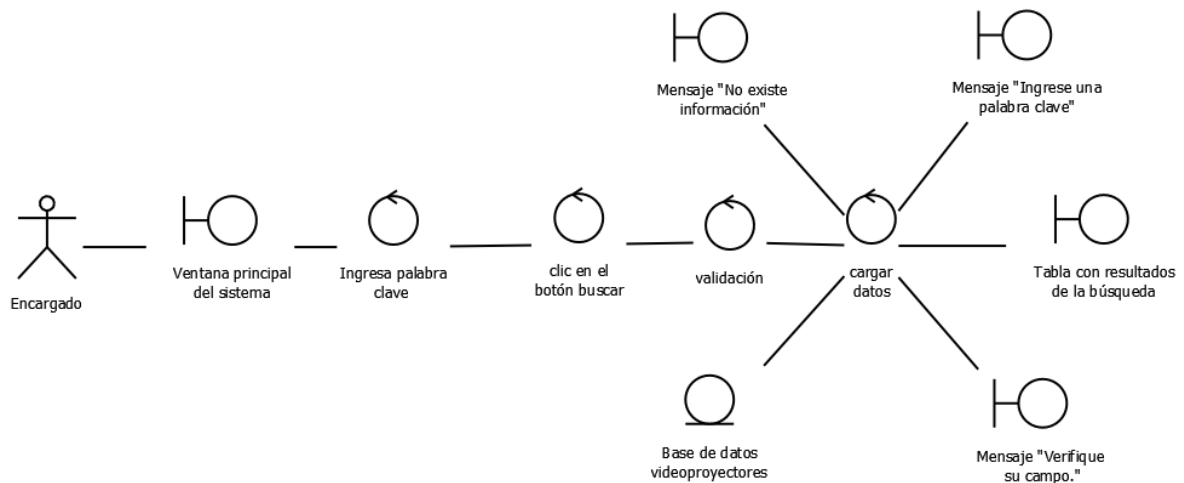 Mensaje "No existe
información"
Mensaje "Ingrese una
palabra clave"
Encargado
Ventana principal
del sistema
Ingresa palabra
clave
clic en el
botón buscar
validación
cargar
datos
Tabla con resultados
de la búsqueda
Base de datos
videoproyectores
Mensaje "Verifique
su campo."